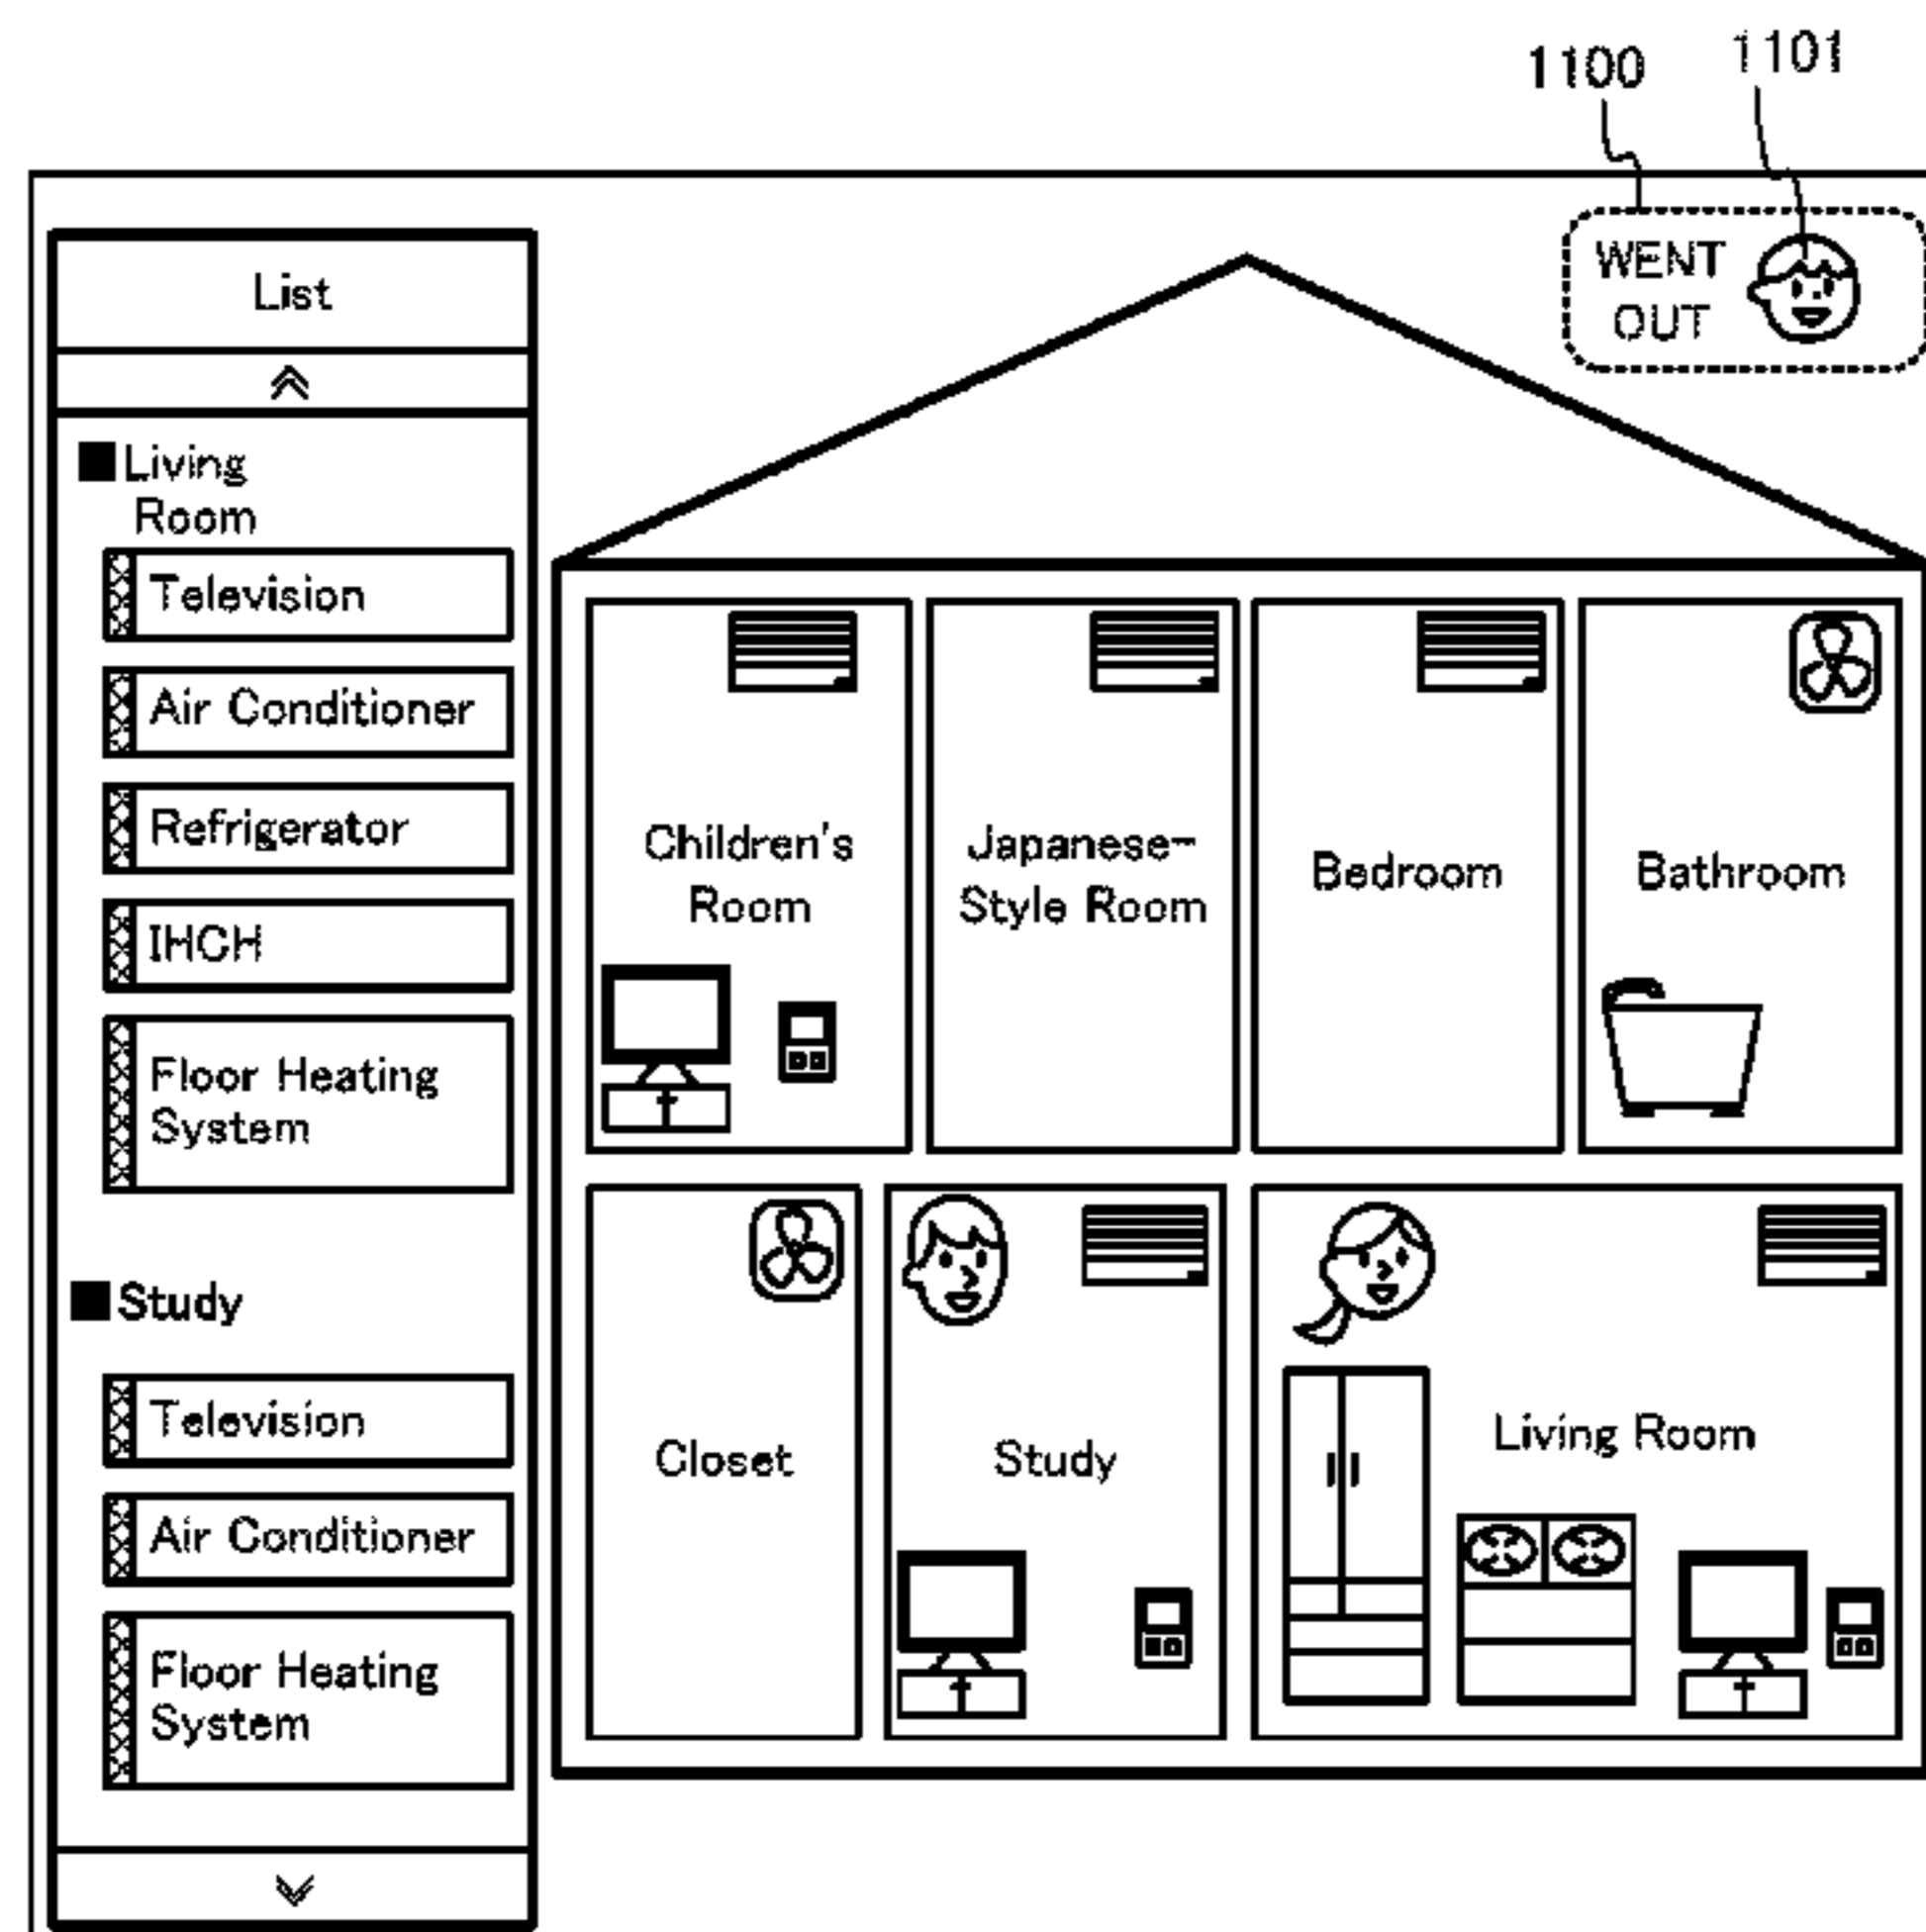 1100
1101
WENT
OUT
List
Living
Room
Television
Air Conditioner
Refrigerator
IHCH
Floor Heating
System
Study
Television
Air Conditioner
Floor Heating
System
Children's
Room
Japanese-
Style Room
Bedroom
Bathroom
Closet
Study
Living Room